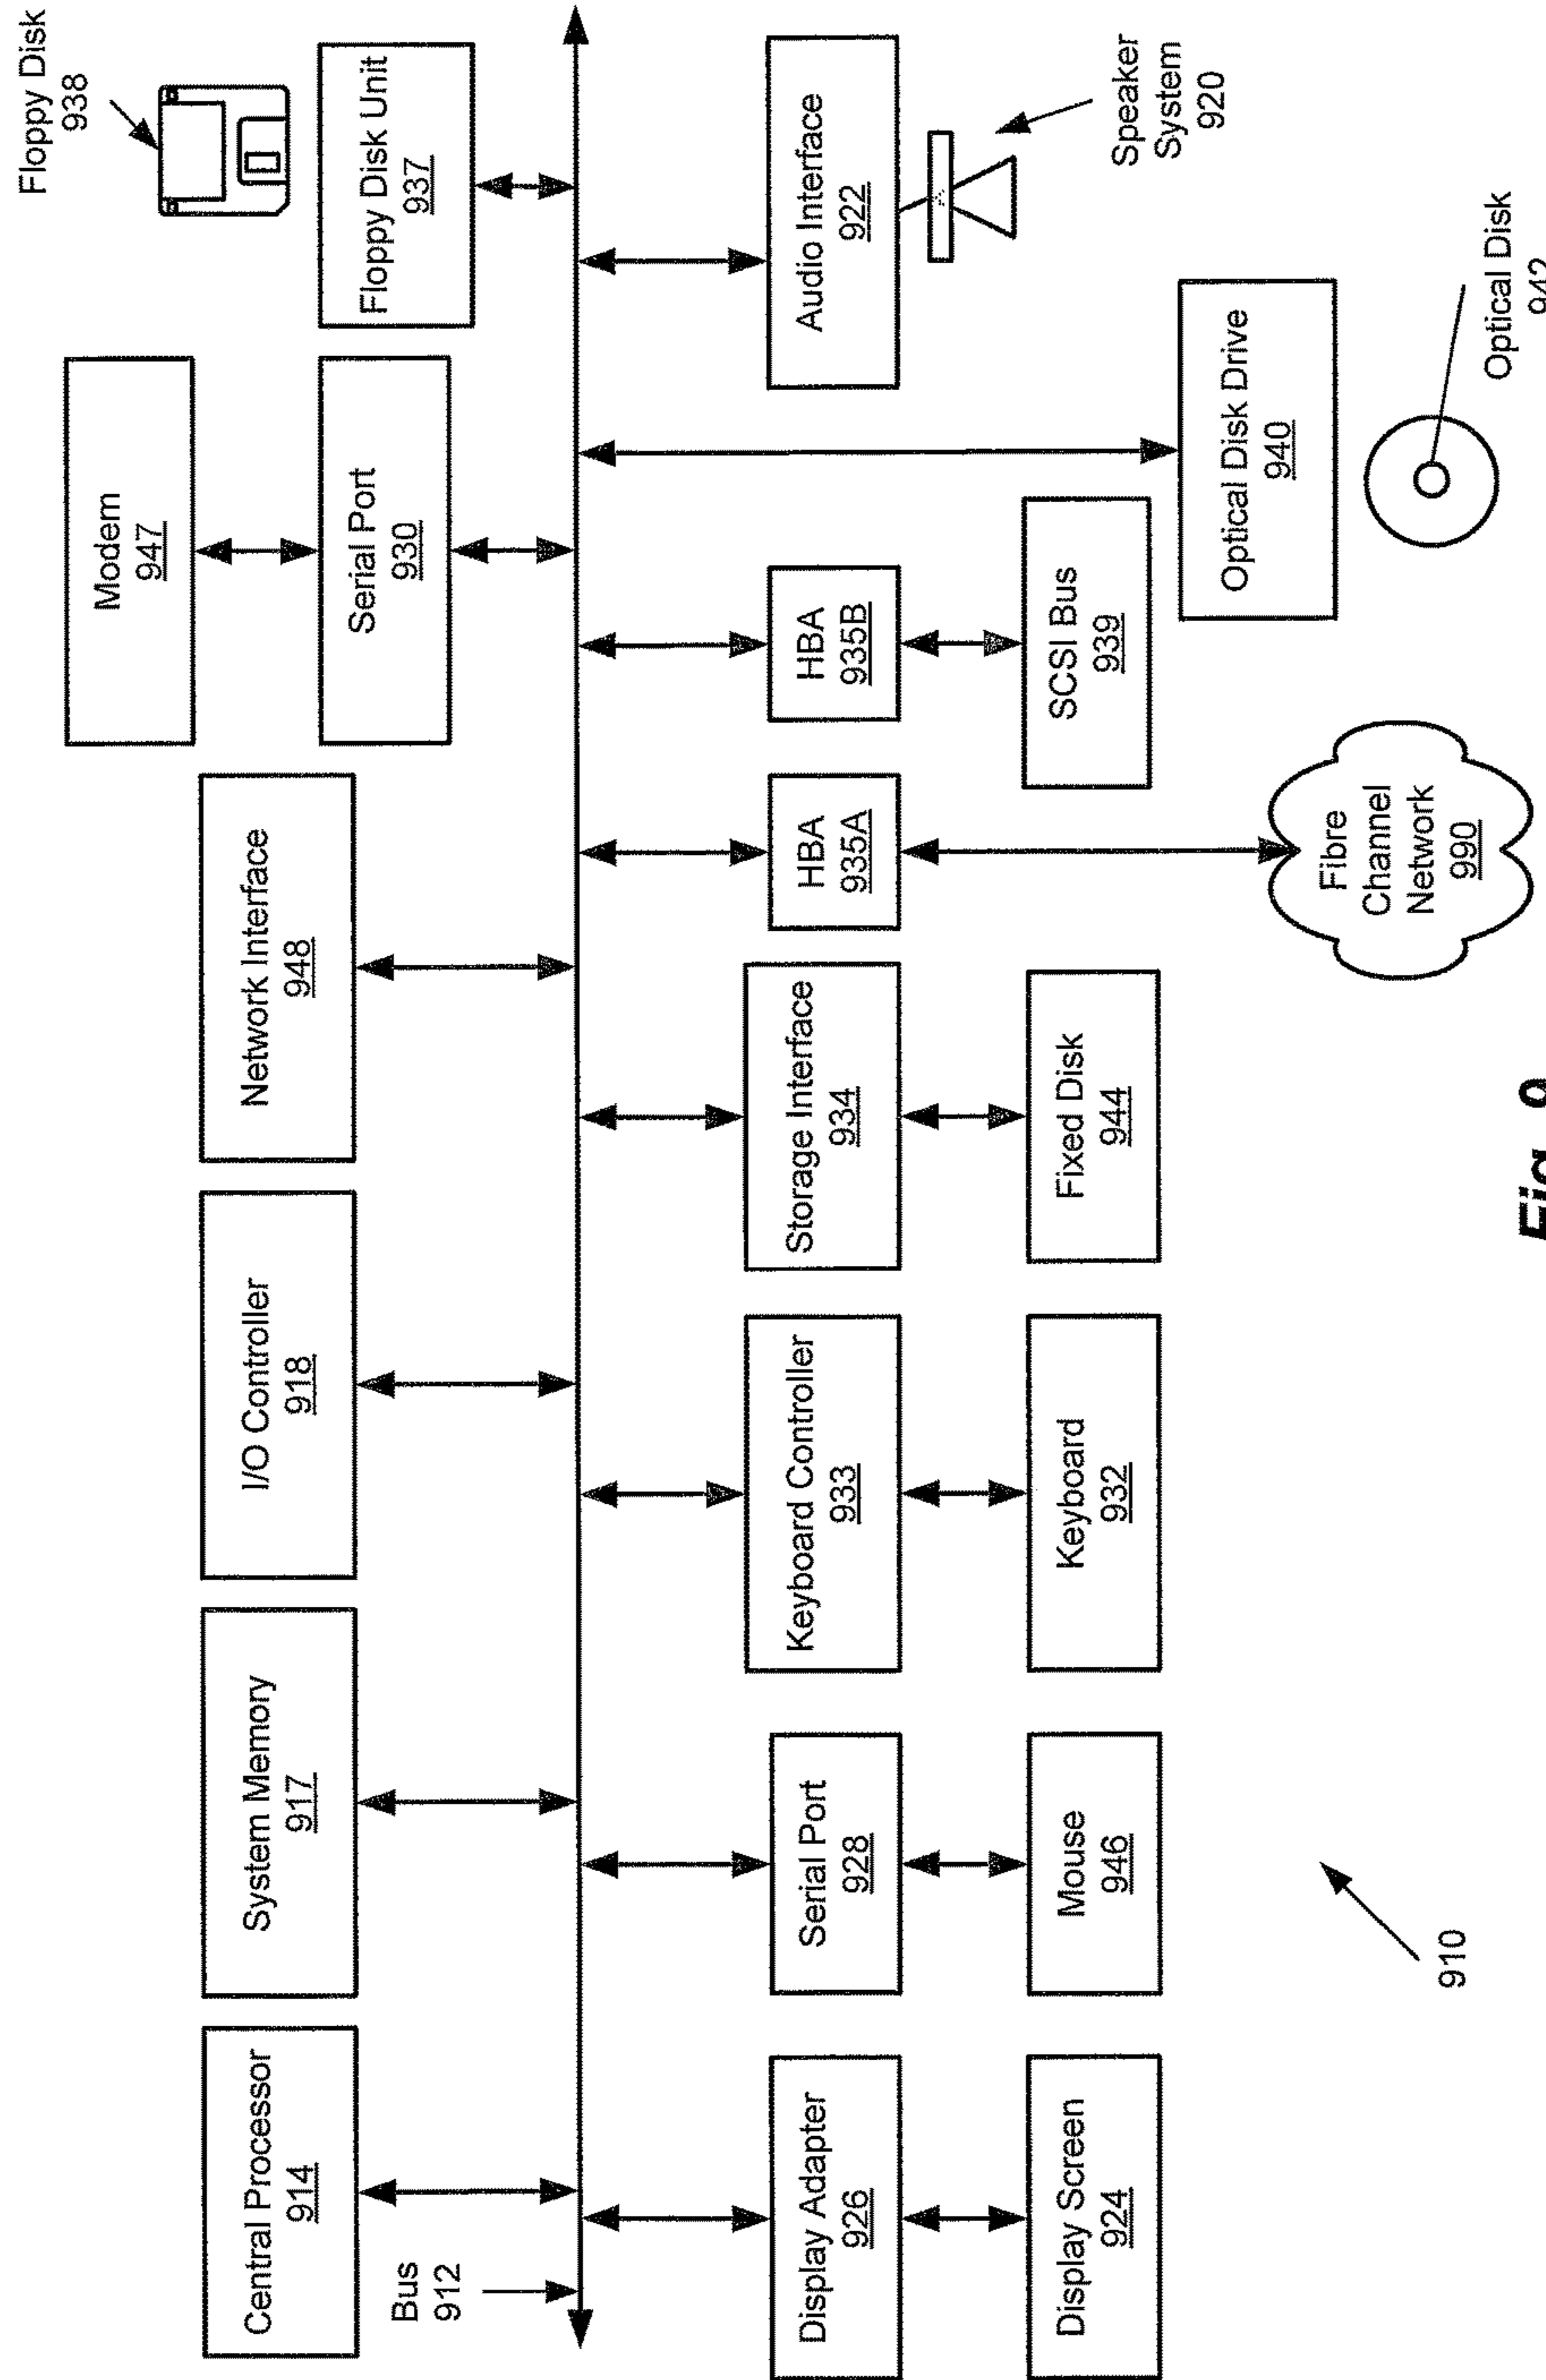 Floppy Disk
938
Modem
947
Central Processor
914
System Memory
917
I/O Controller
918
Network Interface
948
Serial Port
930
Floppy Disk Unit
937
Bus
912
Display Adapter
926
Serial Port
928
Keyboard Controller
933
Storage Interface
934
HBA
935A
HBA
935B
Audio Interface
922
Display Screen
924
Mouse
946
Keyboard
932
Fixed Disk
944
SCSI Bus
939
Speaker
System
920
Optical Disk Drive
940
Fibre
Channel
Network
990
Optical Disk
942
910
Fig. 9